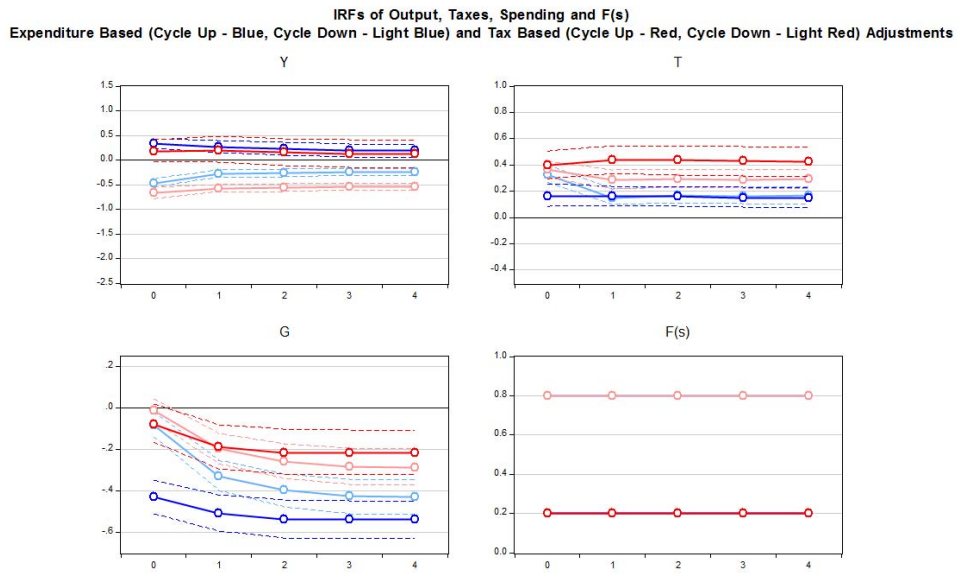 IRFs of Output, Taxes, Spending and F(s)
Expenditure Based (Cycle Up - Blue, Cycle Down - Light Blue) and Tax Based (Cycle Up - Red, Cycle Down - Light Red) Adjustments
Y
1.5
1.0
0.5
0.0
-0.5
-1.0
-1.5
-2.0
-2.5
0 1 2 3 4
T
1.0
0.8
0.6
0.4
0.2
0.0
-0.2
-0.4
0 1 2 3 4
G
.2
.0
-.2
-.4
-.6
0 1 2 3 4
F(s)
1.0
0.8
0.6
0.4
0.2
0.0
0 1 2 3 4